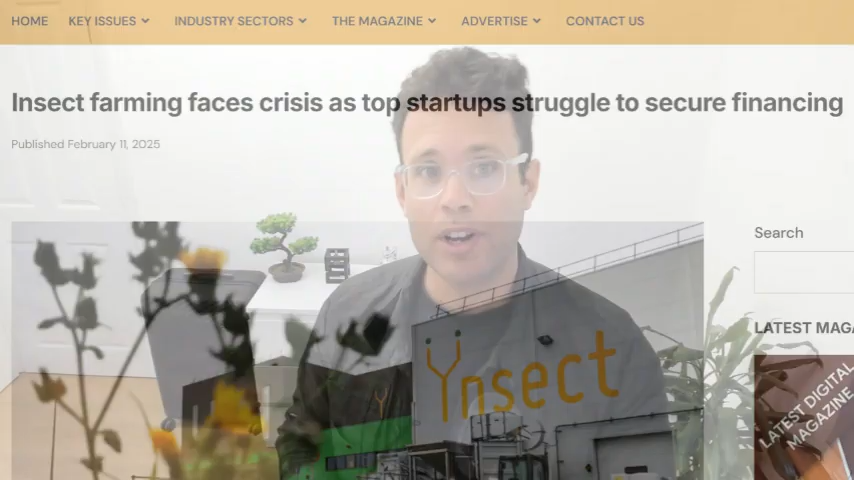 HOME KEY ISSUES INDUSTRY SECTORS THE MAGAZINE ADVERTISE CONTACT US
Insect farming faces crisis as top startups struggle to secure financing
Published February 11, 2025
Search
Ÿnsect
LATEST MAGA
LATEST DIGITAL
MAGAZINE